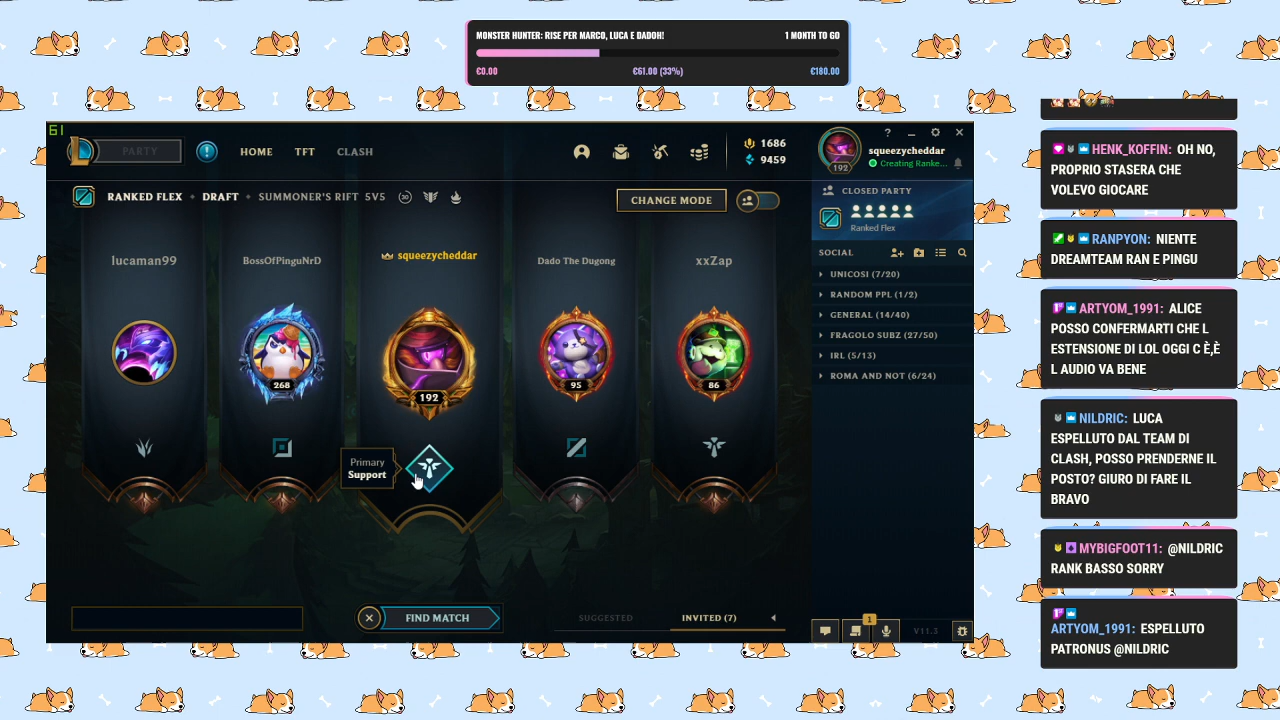 MONSTER HUNTER: RISE PER MARCO, LUCA E DADOH! 1 MONTH TO GO
€0.00 €61.00 (33%) €180.00
61
PARTY HOME TFT CLASH
1686
9459
squeezycheddar
192 Creating Ranke...
RANKED FLEX • DRAFT • SUMMONER'S RIFT 5V5 30
CHANGE MODE
lucaman99
BossOfPinguNrD
268
squeezycheddar
192
Dado The Dugong
95
xxZap
86
Primary
Support
FIND MATCH
SUGGESTED INVITED (7)
CLOSED PARTY
Ranked Flex
SOCIAL
UNICOSI (7/20)
RANDOM PPL (1/2)
GENERAL (14/40)
FRAGOLO SUBZ (27/50)
IRL (5/13)
ROMA AND NOT (6/24)
1
V11.3
HENK_KOFFIN: OH NO,
PROPRIO STASERA CHE
VOLEVO GIOCARE
RANPYON: NIENTE
DREAMTEAM RAN E PINGU
ARTYOM_1991: ALICE
POSSO CONFERMARTI CHE L
ESTENSIONE DI LOL OGGI C È,È
L AUDIO VA BENE
NILDRIC: LUCA
ESPELLUTO DAL TEAM DI
CLASH, POSSO PRENDERNE IL
POSTO? GIURO DI FARE IL
BRAVO
MYBIGFOOT11: @NILDRIC
RANK BASSO SORRY
ARTYOM_1991: ESPELLUTO
PATRONUS @NILDRIC